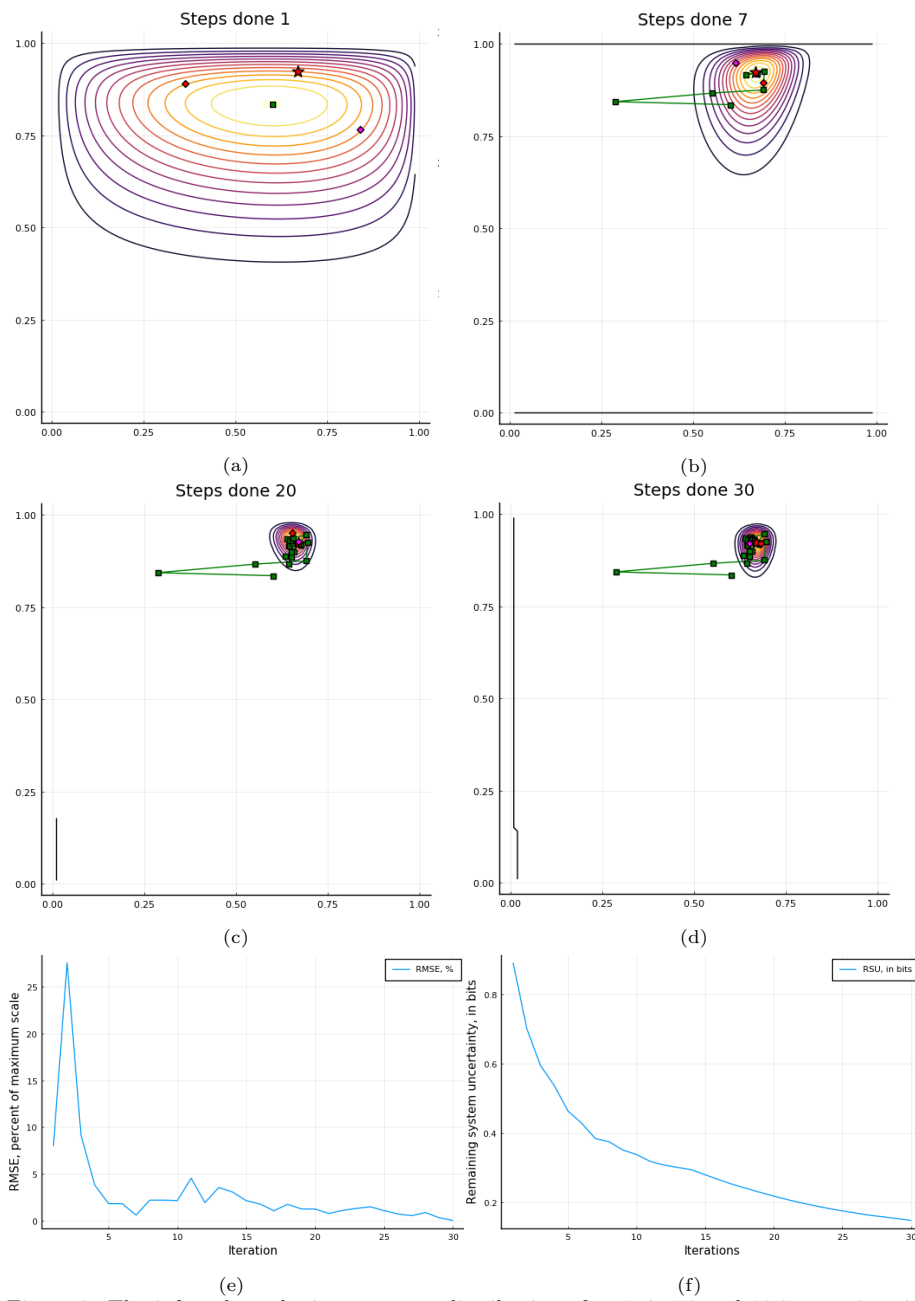 Steps done 1
1.00
0.75
0.50
0.25
0.00
0.00 0.25 0.50 0.75 1.00
(a)
Steps done 7
1.00
0.75
0.50
0.25
0.00
0.00 0.25 0.50 0.75 1.00
(b)
Steps done 20
1.00
0.75
0.50
0.25
0.00
0.00 0.25 0.50 0.75 1.00
(c)
Steps done 30
1.00
0.75
0.50
0.25
0.00
0.00 0.25 0.50 0.75 1.00
(d)
RMSE, percent of maximum scale
25
20
15
10
5
0
RMSE, %
5 10 15 20 25 30
Iteration
(e)
Remaining system uncertainty, in bits
0.8
0.6
0.4
0.2
RSU, in bits
5 10 15 20 25 30
Iterations
(f)